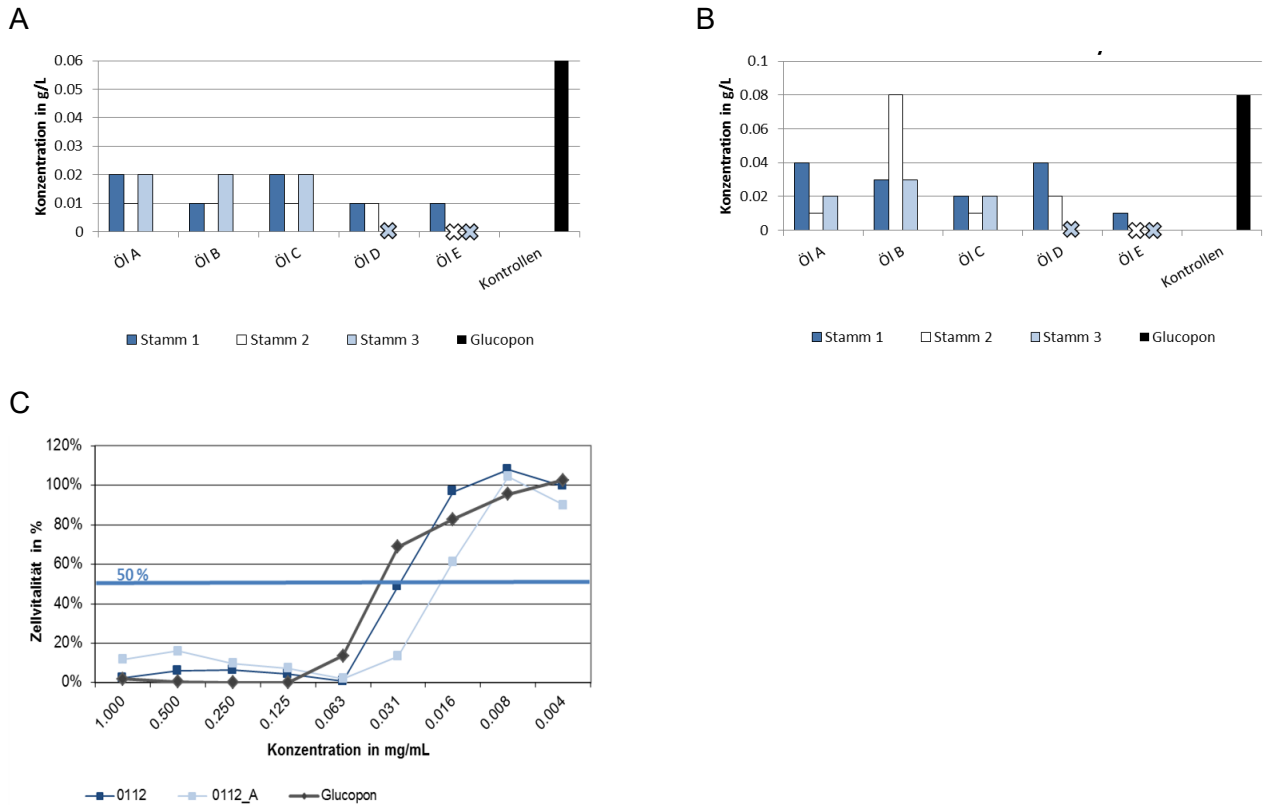 A
Konzentration in g/L
0.06
0.05
0.04
0.03
0.02
0.01
0
Öl A
Öl B
Öl C
Öl D
Öl E
Kontrollen
Stamm 1 Stamm 2 Stamm 3 Glucopon
B
Konzentration in g/L
0.1
0.08
0.06
0.04
0.02
0
Öl A
Öl B
Öl C
Öl D
Öl E
Kontrollen
Stamm 1 Stamm 2 Stamm 3 Glucopon
C
Zellvitalität in %
120%
100%
80%
60%
40%
20%
0%
50 %
1.000
0.500
0.250
0.125
0.063
0.031
0.016
0.008
0.004
Konzentration in mg/mL
0112 0112_A Glucopon